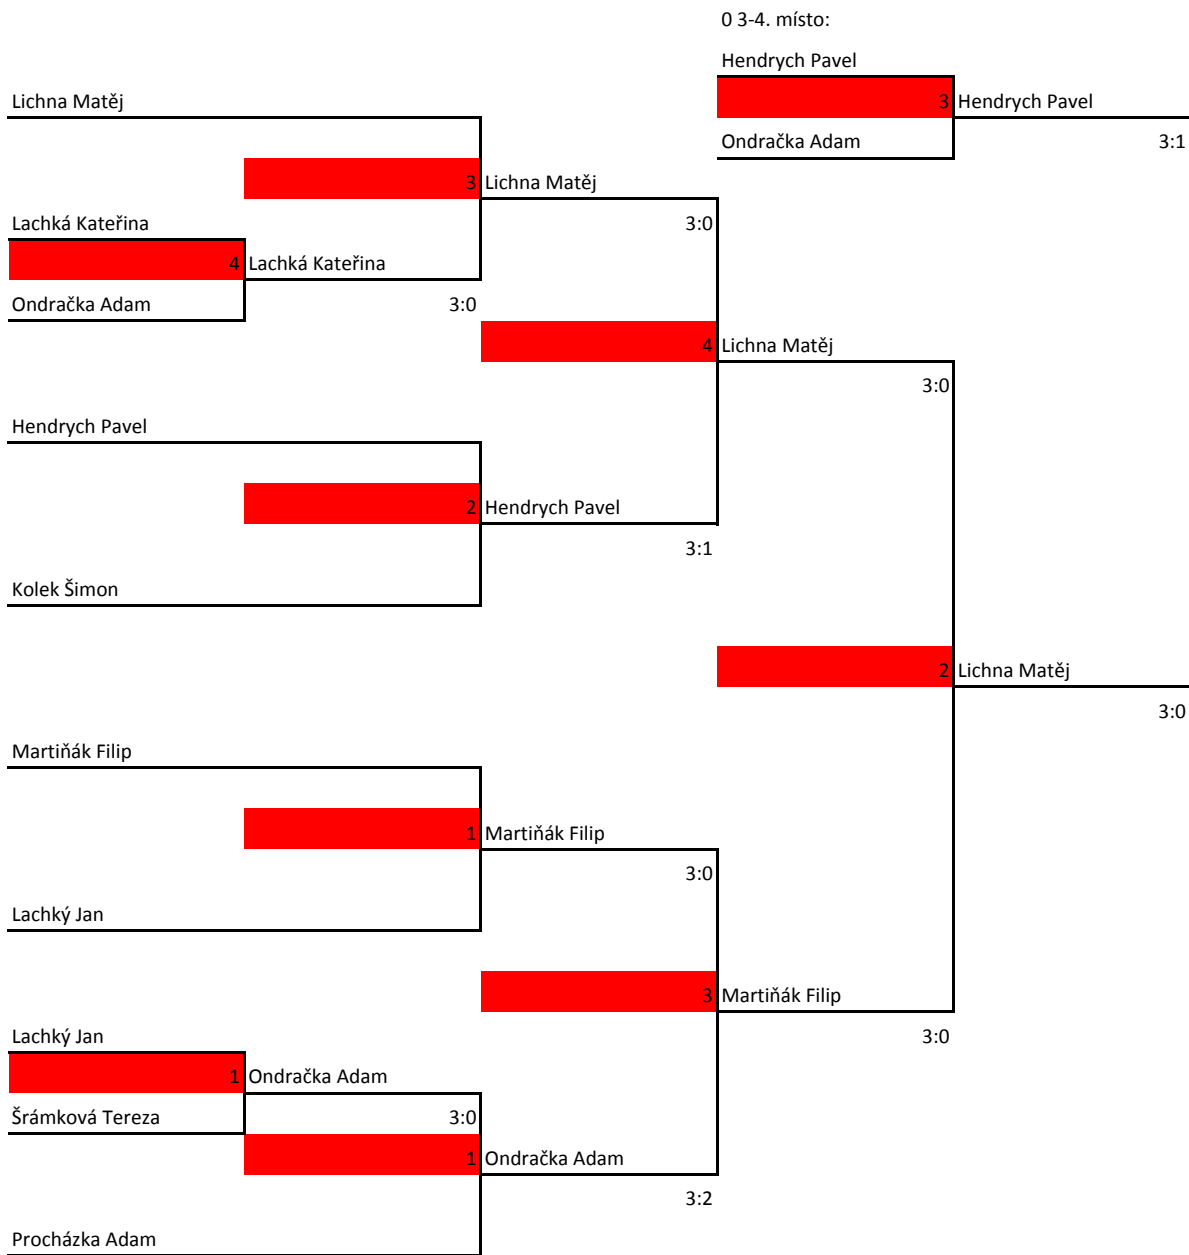 0 3-4. místo:
Hendrych Pavel
Lichna Matěj
3 Hendrych Pavel
Ondračka Adam
3:1
3 Lichna Matěj
Lachká Kateřina
3:0
4 Lachká Kateřina
Ondračka Adam
3:0
4 Lichna Matěj
3:0
Hendrych Pavel
2 Hendrych Pavel
3:1
Kolek Šimon
2 Lichna Matěj
3:0
Martiňák Filip
1 Martiňák Filip
3:0
Lachký Jan
3 Martiňák Filip
Lachký Jan
3:0
1 Ondračka Adam
Šrámková Tereza
3:0
1 Ondračka Adam
3:2
Procházka Adam